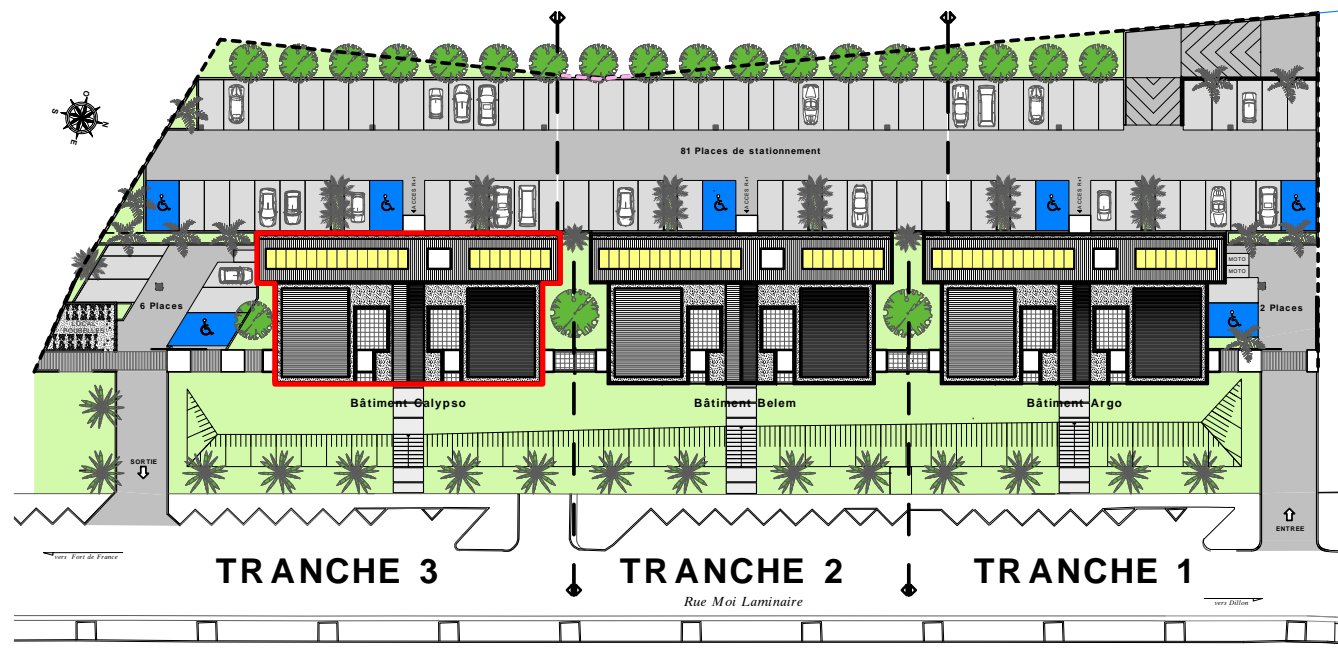 O
S
N
E
81 Places de stationnement
ACCES R+1
ACCES R+1
ACCES R+1
MOTO
MOTO
6 Places
2 Places
LOCAL
POUBELLES
Bâtiment Calypso
Bâtiment Belem
Bâtiment Argo
SORTIE
ENTREE
vers Fort de France
TRANCHE 3
TRANCHE 2
TRANCHE 1
Rue Moi Laminaire
vers Dillon